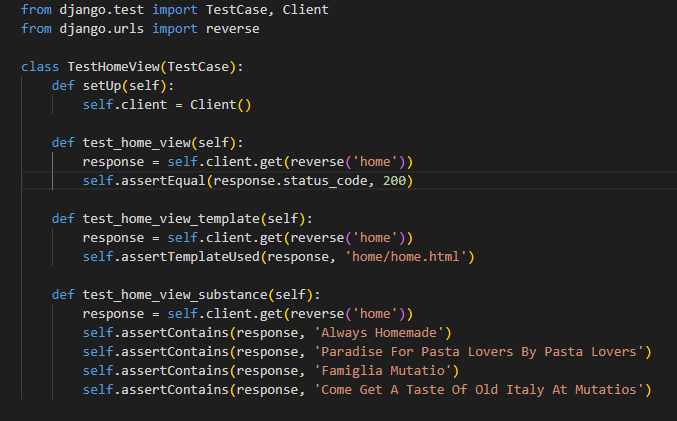 from django.test import TestCase, Client
from django.urls import reverse

class TestHomeView(TestCase):
    def setUp(self):
        self.client = Client()

    def test_home_view(self):
        response = self.client.get(reverse('home'))
        self.assertEqual(response.status_code, 200)

    def test_home_view_template(self):
        response = self.client.get(reverse('home'))
        self.assertTemplateUsed(response, 'home/home.html')

    def test_home_view_substance(self):
        response = self.client.get(reverse('home'))
        self.assertContains(response, 'Always Homemade')
        self.assertContains(response, 'Paradise For Pasta Lovers By Pasta Lovers')
        self.assertContains(response, 'Famiglia Mutatio')
        self.assertContains(response, 'Come Get A Taste Of Old Italy At Mutatios')